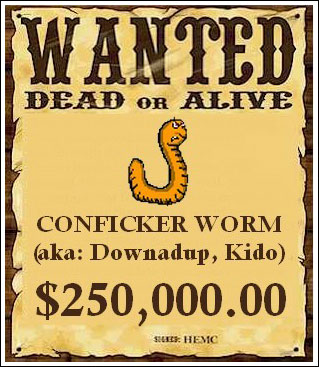 WANTED
DEAD OR ALIVE
CONFICKER WORM
(aka: Downadup, Kido)
$250,000.00
SIGNED: HEMC